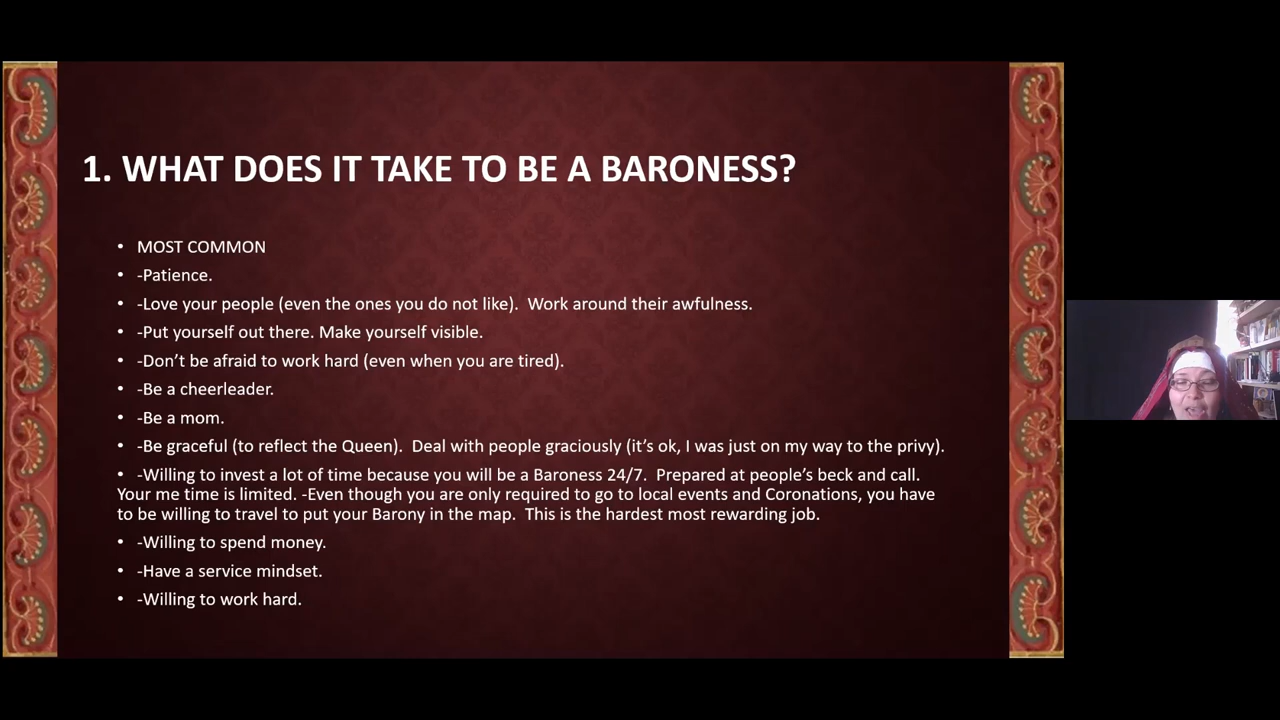 1. WHAT DOES IT TAKE TO BE A BARONESS?
• MOST COMMON
• -Patience.
• -Love your people (even the ones you do not like).  Work around their awfulness.
• -Put yourself out there. Make yourself visible.
• -Don’t be afraid to work hard (even when you are tired).
• -Be a cheerleader.
• -Be a mom.
• -Be graceful (to reflect the Queen).  Deal with people graciously (it’s ok, I was just on my way to the privy).
• -Willing to invest a lot of time because you will be a Baroness 24/7.  Prepared at people’s beck and call.
Your me time is limited. -Even though you are only required to go to local events and Coronations, you have
to be willing to travel to put your Barony in the map.  This is the hardest most rewarding job.
• -Willing to spend money.
• -Have a service mindset.
• -Willing to work hard.